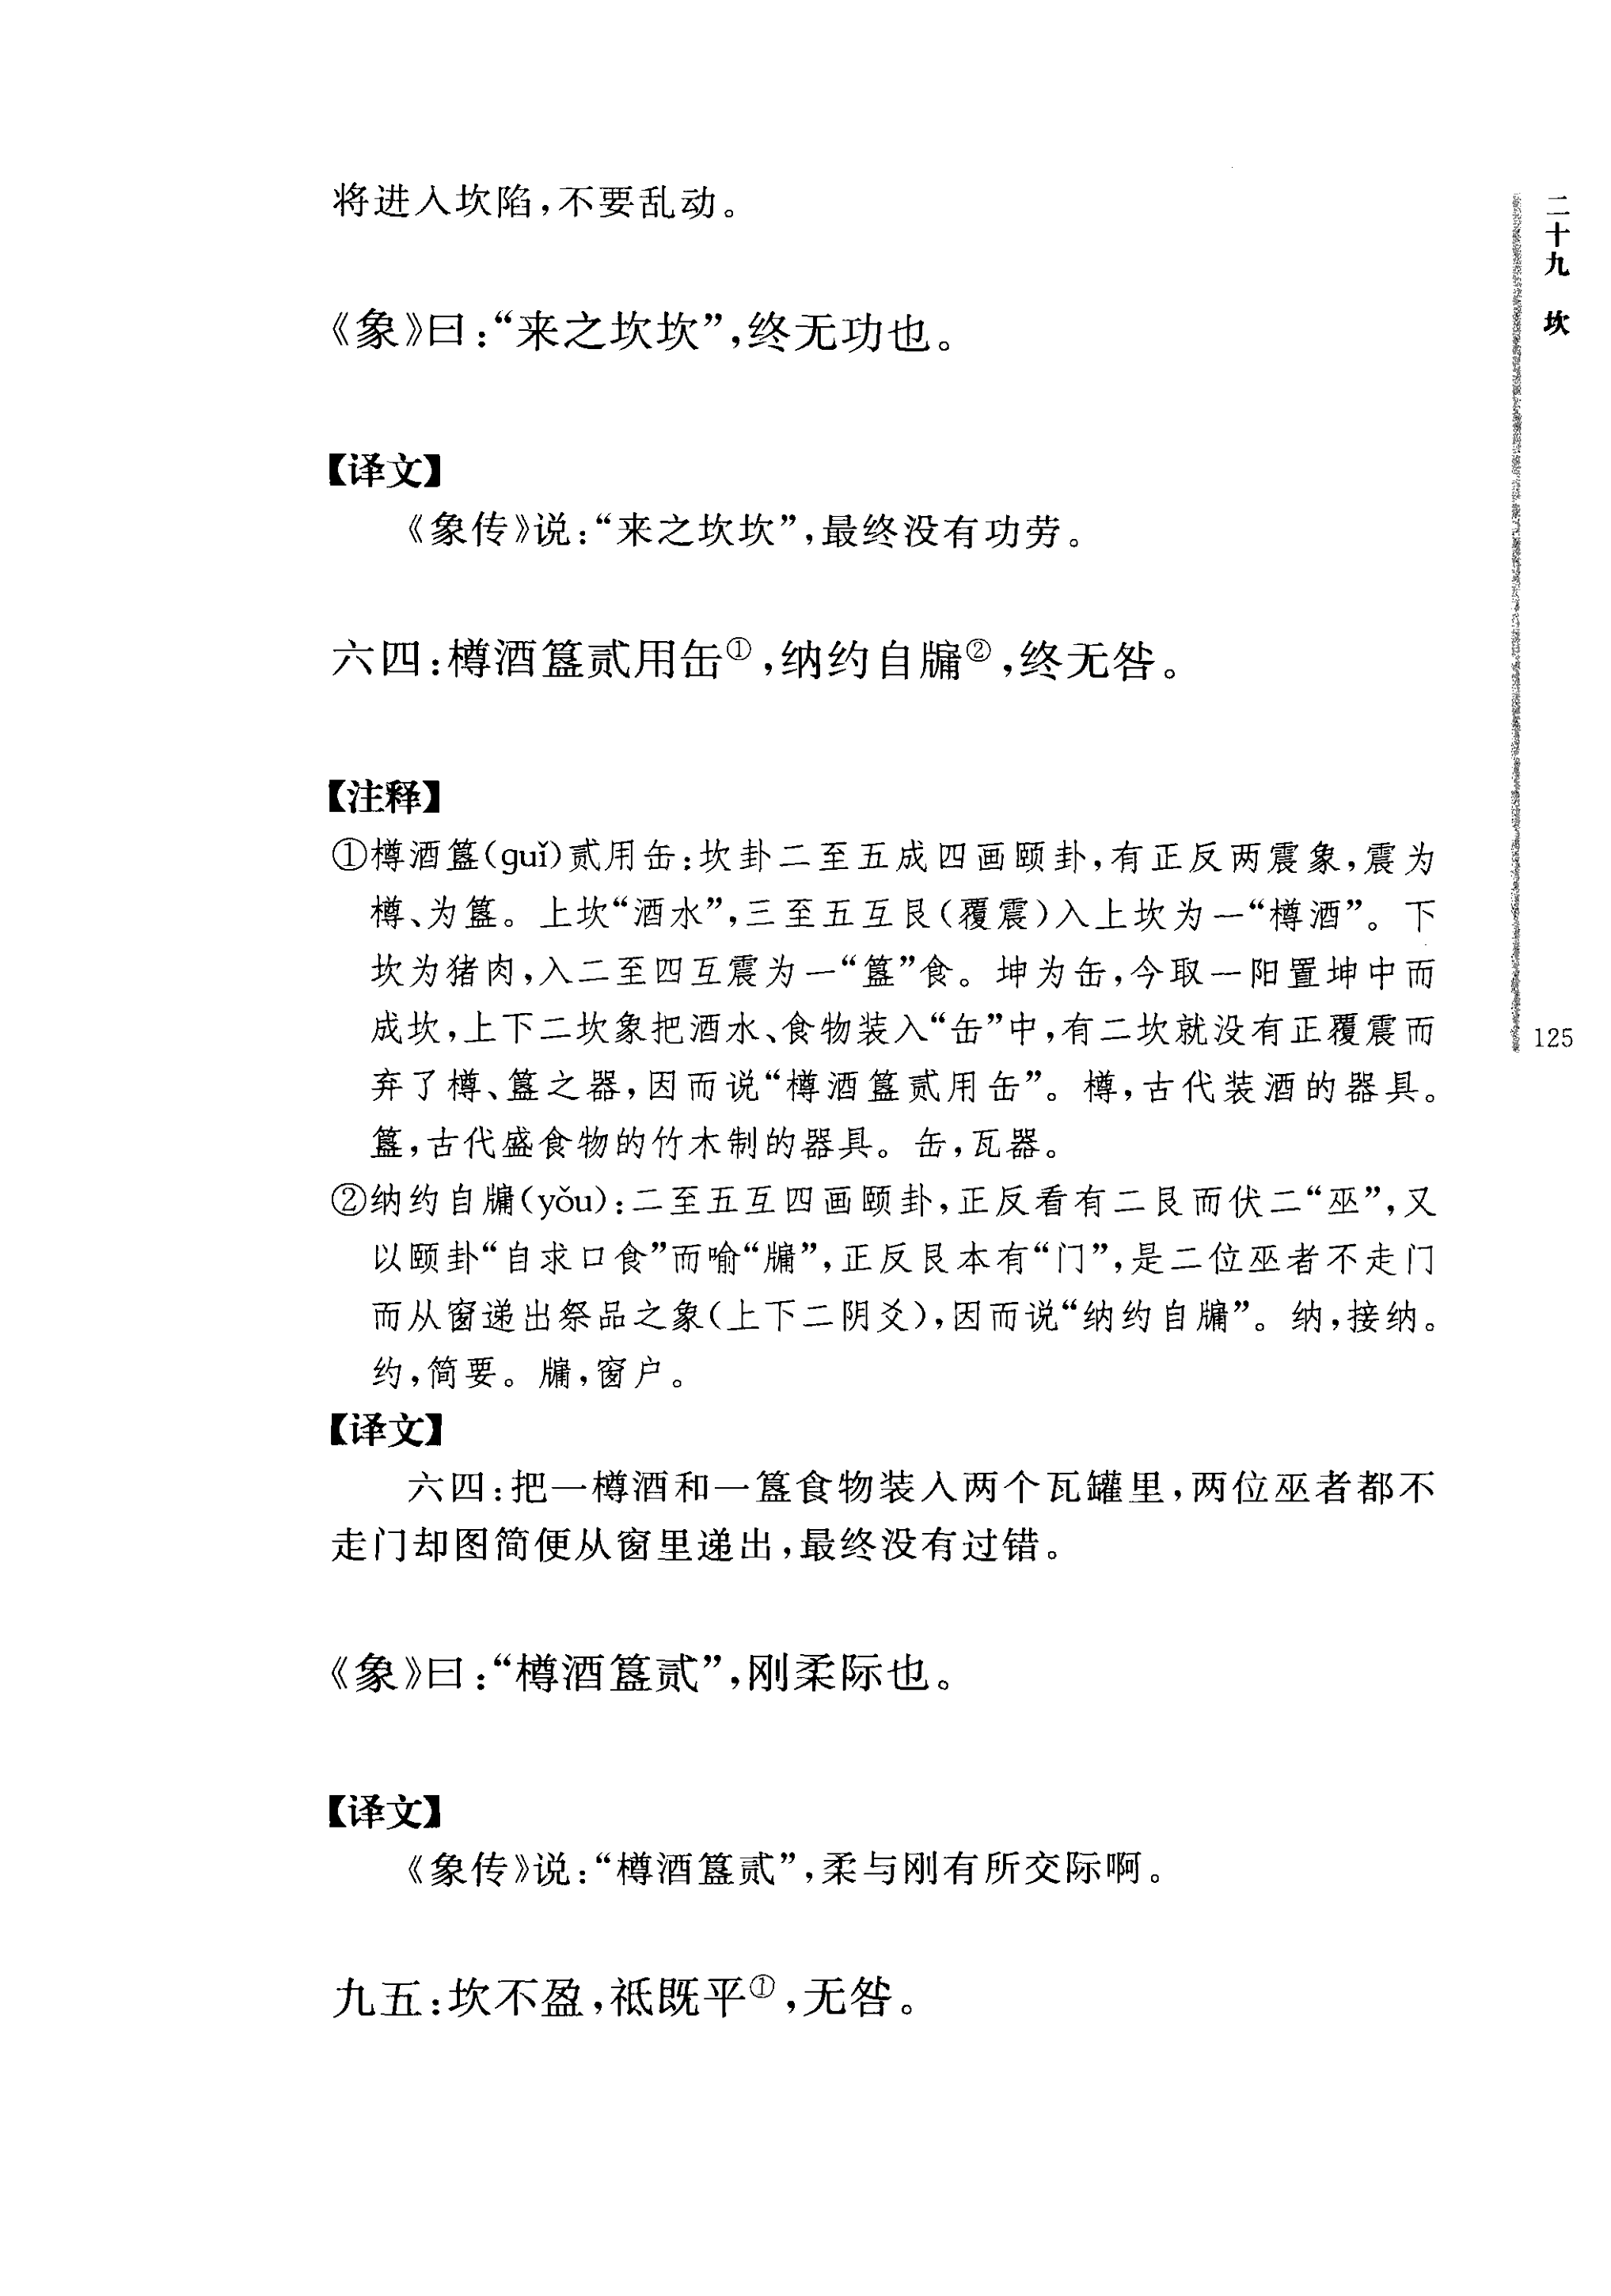 将进入坎陷，不要乱动。
《象》曰：“来之坎坎”，终无功也。
【译文】
《象传》说：“来之坎坎”，最终没有功劳。
六四：樽酒簋贰用缶①，纳约自牖②，终无咎。
【注释】
①樽酒簋(guǐ)贰用缶：坎卦二至五成四画颐卦，有正反两震象，震为
樽、为簋。上坎“酒水”，三至五互艮(覆震)入上坎为一“樽酒”。下
坎为猪肉，入二至四互震为一“簋”食。坤为缶，今取一阳置坤中而
成坎，上下二坎象把酒水、食物装入“缶”中，有二坎就没有正覆震而
弃了樽、簋之器，因而说“樽酒簋贰用缶”。樽，古代装酒的器具。
簋，古代盛食物的竹木制的器具。缶，瓦器。
②纳约自牖(yǒu)：二至五互四画颐卦，正反看有二艮而伏二“巫”，又
以颐卦“自求口食”而喻“牖”，正反艮本有“门”，是二位巫者不走门
而从窗递出祭品之象(上下二阴爻)，因而说“纳约自牖”。纳，接纳。
约，简要。牖，窗户。
【译文】
六四：把一樽酒和一簋食物装入两个瓦罐里，两位巫者都不
走门却图简便从窗里递出，最终没有过错。
《象》曰：“樽酒簋贰”，刚柔际也。
【译文】
《象传》说：“樽酒簋贰”，柔与刚有所交际啊。
九五：坎不盈，祗既平①，无咎。
二十九 坎
125